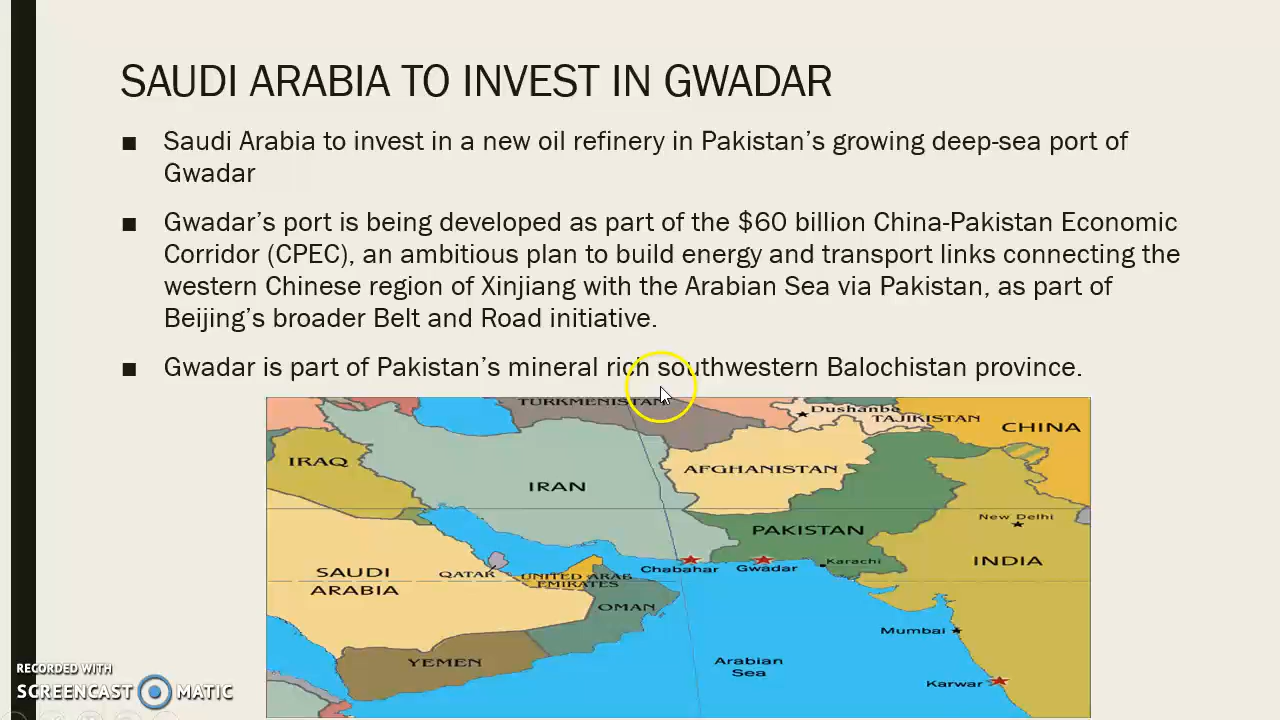 SAUDI ARABIA TO INVEST IN GWADAR
■ Saudi Arabia to invest in a new oil refinery in Pakistan’s growing deep-sea port of
Gwadar
■ Gwadar’s port is being developed as part of the $60 billion China-Pakistan Economic
Corridor (CPEC), an ambitious plan to build energy and transport links connecting the
western Chinese region of Xinjiang with the Arabian Sea via Pakistan, as part of
Beijing’s broader Belt and Road initiative.
■ Gwadar is part of Pakistan’s mineral rich southwestern Balochistan province.
TURKMENISTAN
Dushanbe
TAJIKISTAN
CHINA
IRAQ
AFGHANISTAN
IRAN
New Delhi
PAKISTAN
INDIA
Karachi
Chabahar
Gwadar
SAUDI
ARABIA
QATAR
UNITED ARAB
EMIRATES
OMAN
Mumbai
YEMEN
Arabian
Sea
Karwar
RECORDED WITH
SCREENCAST MATIC